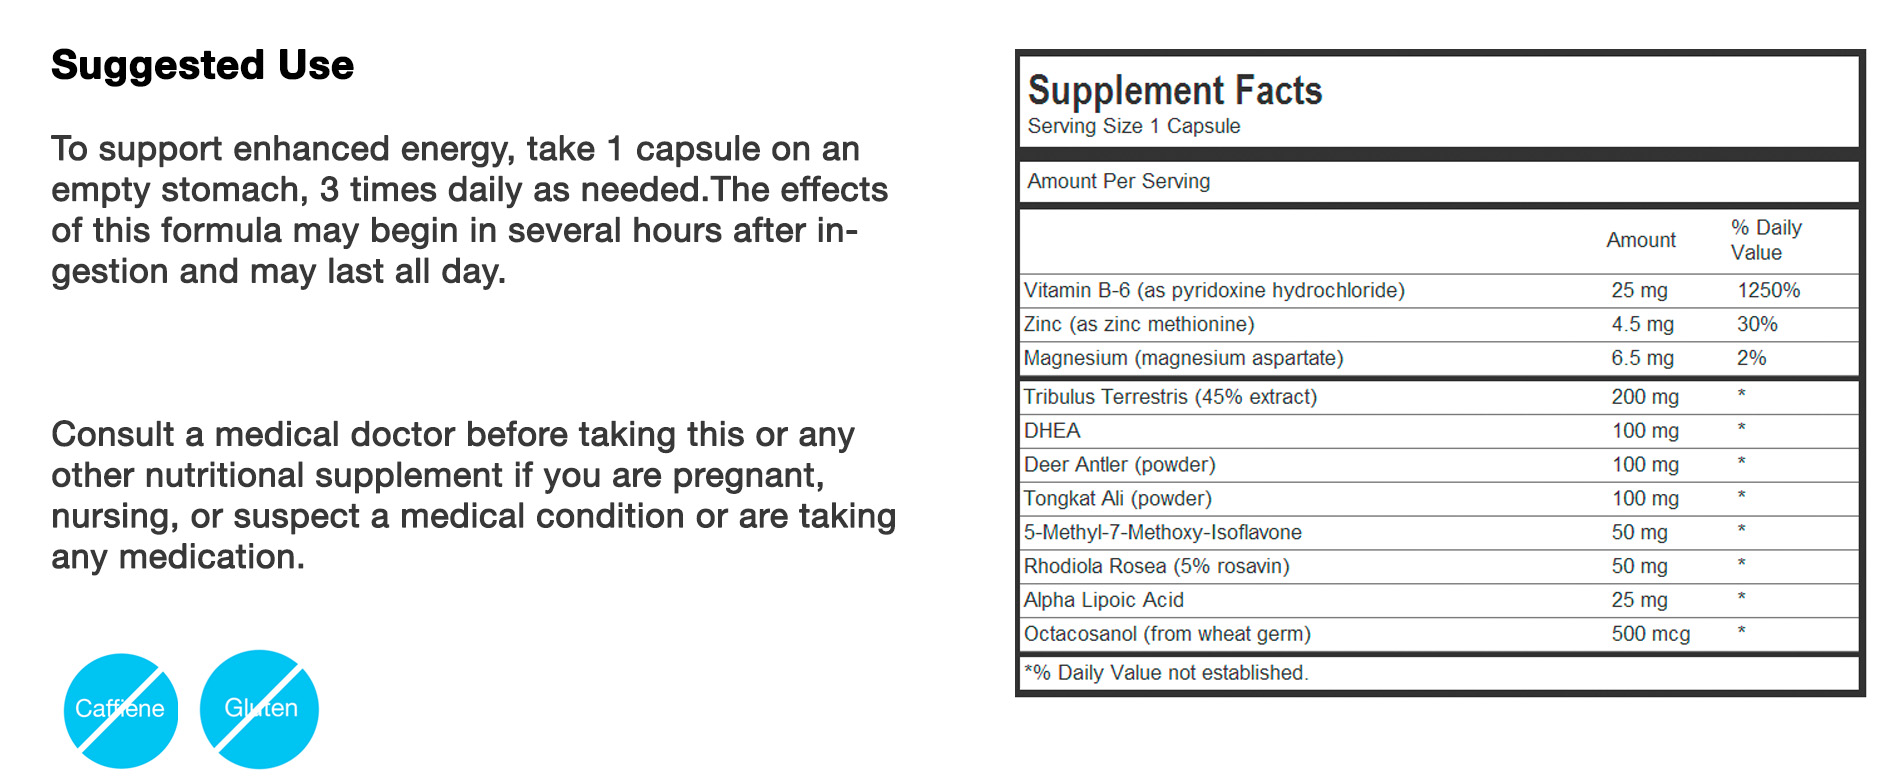 Suggested Use
To support enhanced energy, take 1 capsule on an
empty stomach, 3 times daily as needed.The effects
of this formula may begin in several hours after in-
gestion and may last all day.
Consult a medical doctor before taking this or any
other nutritional supplement if you are pregnant,
nursing, or suspect a medical condition or are taking
any medication.
Caffiene
Gluten
Supplement Facts
Serving Size 1 Capsule
Amount Per Serving
Amount % Daily Value
Vitamin B-6 (as pyridoxine hydrochloride) 25 mg 1250%
Zinc (as zinc methionine) 4.5 mg 30%
Magnesium (magnesium aspartate) 6.5 mg 2%
Tribulus Terrestris (45% extract) 200 mg *
DHEA 100 mg *
Deer Antler (powder) 100 mg *
Tongkat Ali (powder) 100 mg *
5-Methyl-7-Methoxy-Isoflavone 50 mg *
Rhodiola Rosea (5% rosavin) 50 mg *
Alpha Lipoic Acid 25 mg *
Octacosanol (from wheat germ) 500 mcg *
*% Daily Value not established.